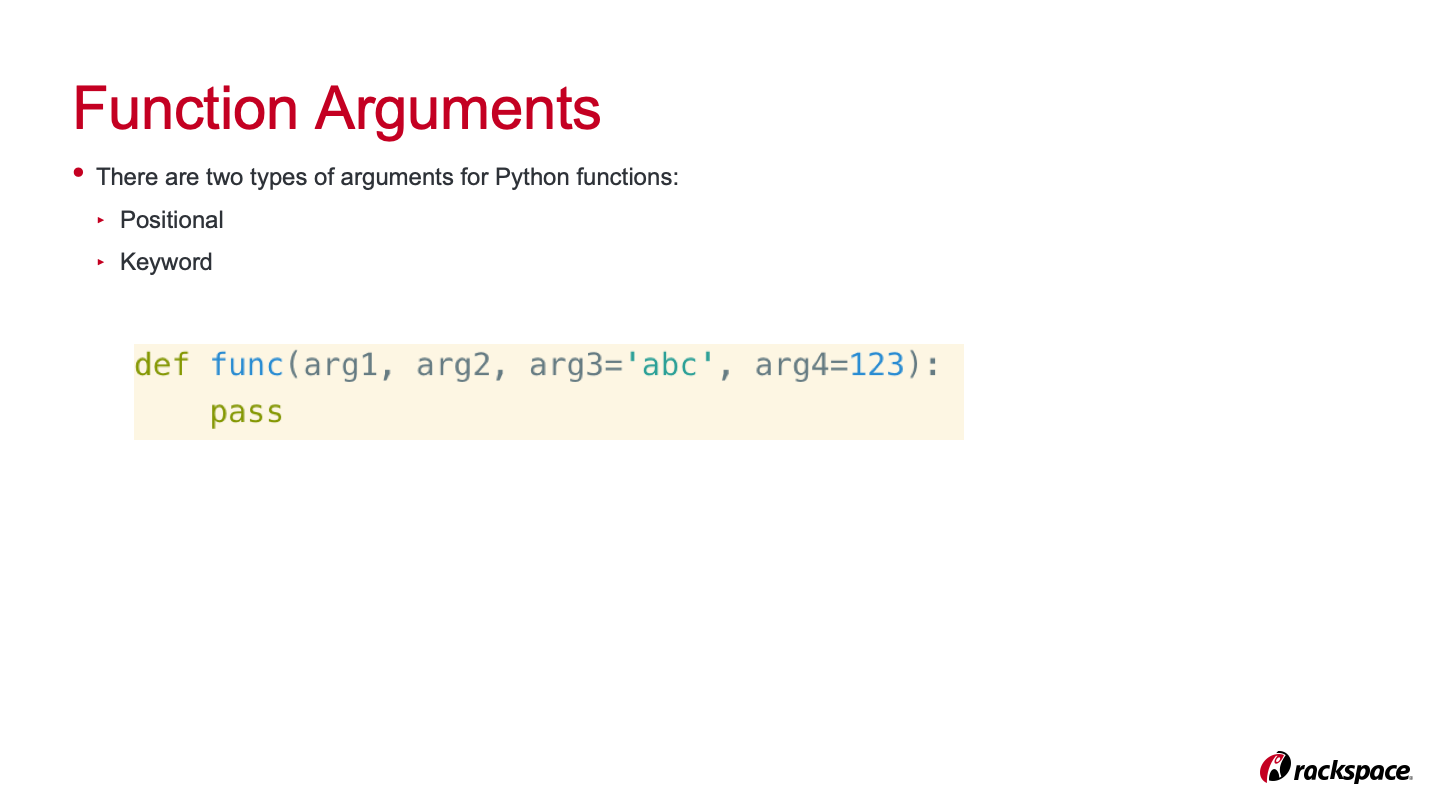 Function Arguments
• There are two types of arguments for Python functions:
▸ Positional
▸ Keyword
def func(arg1, arg2, arg3='abc', arg4=123):
    pass
rackspace.